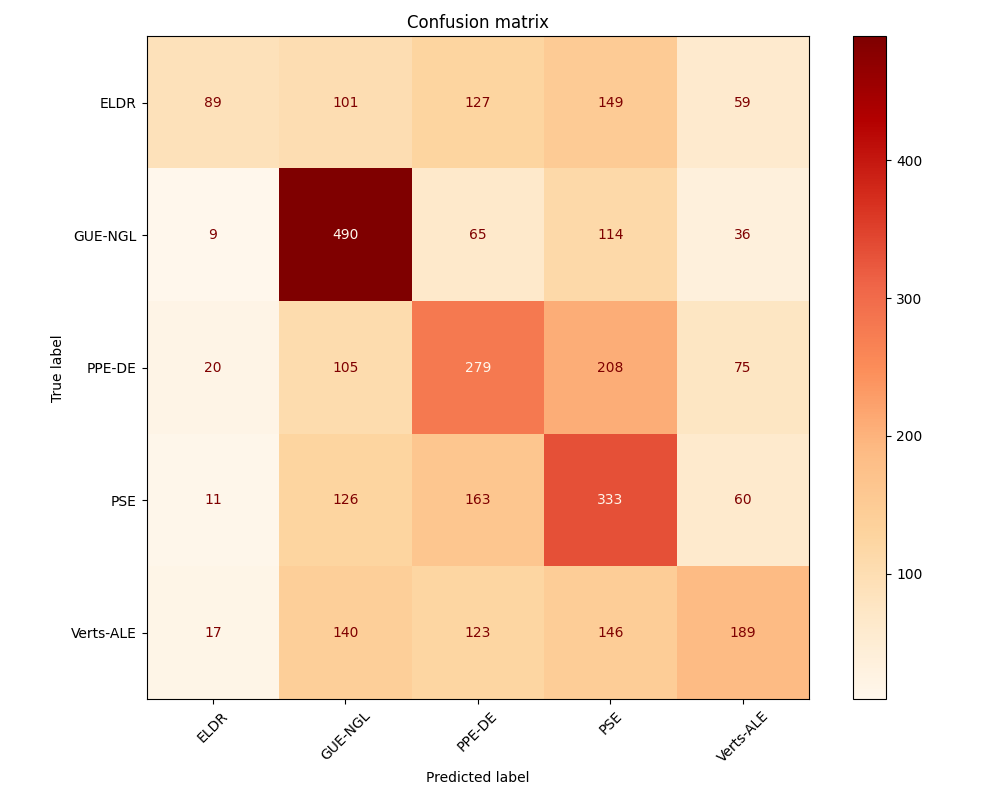 Confusion matrix
ELDR 89 101 127 149 59
GUE-NGL 9 490 65 114 36
PPE-DE 20 105 279 208 75
PSE 11 126 163 333 60
Verts-ALE 17 140 123 146 189
True label
ELDR GUE-NGL PPE-DE PSE Verts-ALE
Predicted label
400
300
200
100